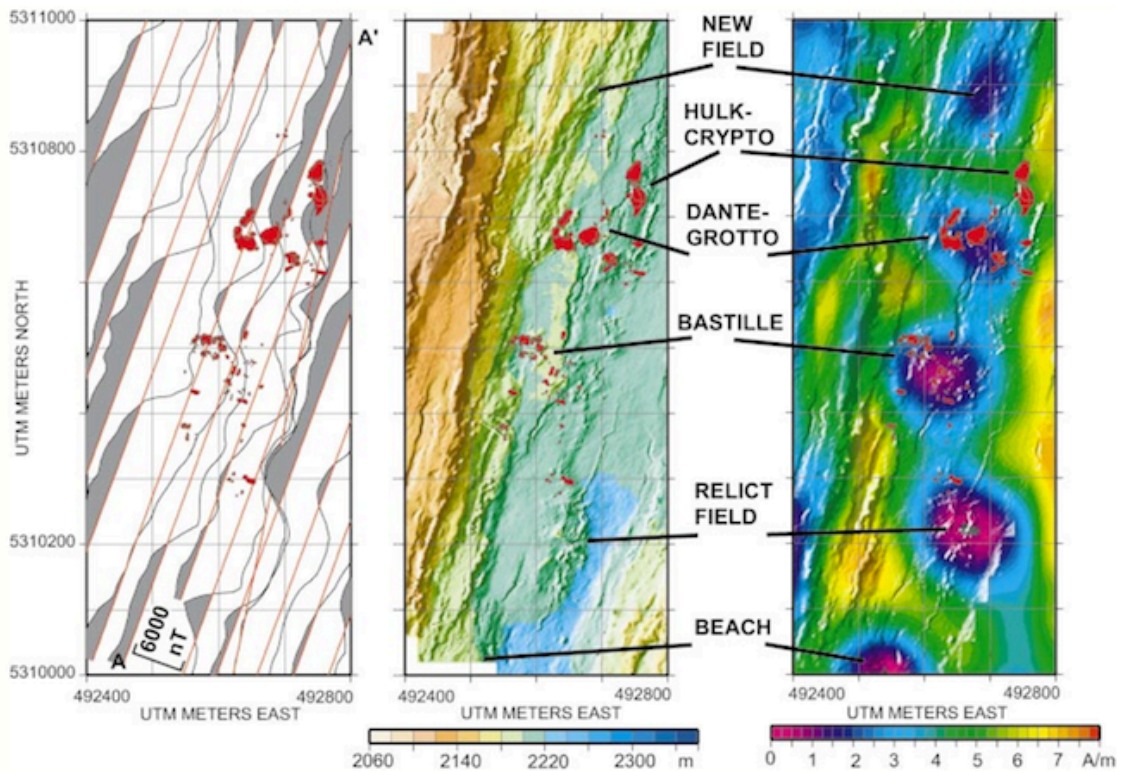 5311000
5310800
5310200
5310000
UTM METERS NORTH
A'
A
6000
nT
492400 492800
UTM METERS EAST
NEW
FIELD
HULK-
CRYPTO
DANTE-
GROTTO
BASTILLE
RELICT
FIELD
BEACH
492400 492800
UTM METERS EAST
2060 2140 2220 2300 m
492400 492800
UTM METERS EAST
0 1 2 3 4 5 6 7 A/m